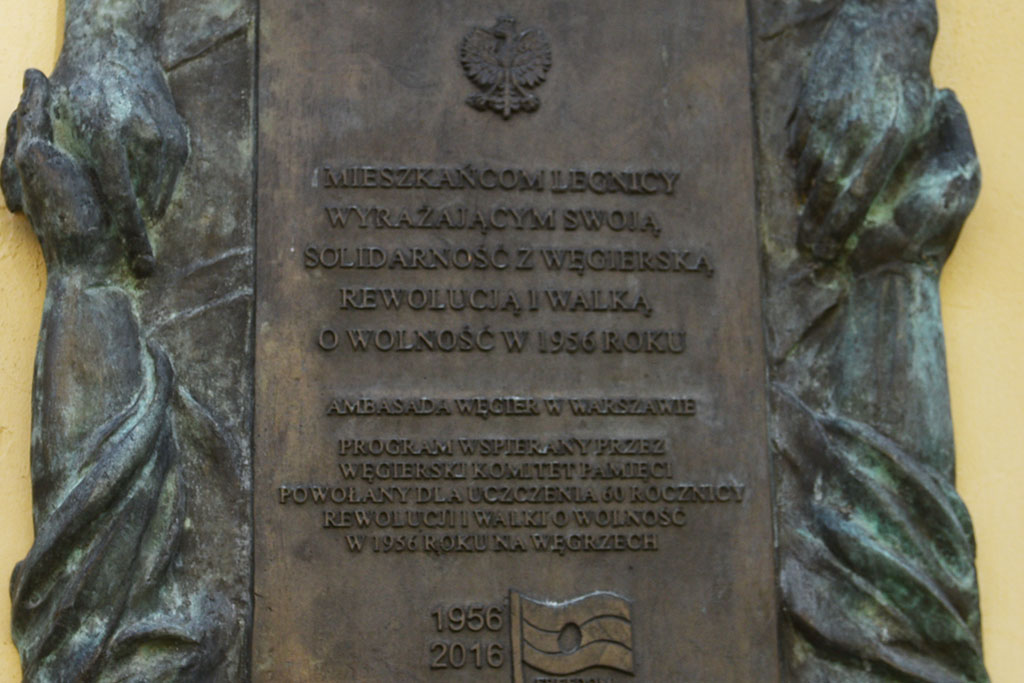 MIESZKAŃCOM LEGNICY
WYRAŻAJĄCYM SWOJĄ
SOLIDARNOŚĆ Z WĘGIERSKĄ
REWOLUCJĄ I WALKĄ
O WOLNOŚĆ W 1956 ROKU
AMBASADA WĘGIER W WARSZAWIE
PROGRAM WSPIERANY PRZEZ
WĘGIERSKI KOMITET PAMIĘCI
POWOŁANY DLA UCZCZENIA 60 ROCZNICY
REWOLUCJI I WALKI O WOLNOŚĆ
W 1956 ROKU NA WĘGRZECH
1956
2016